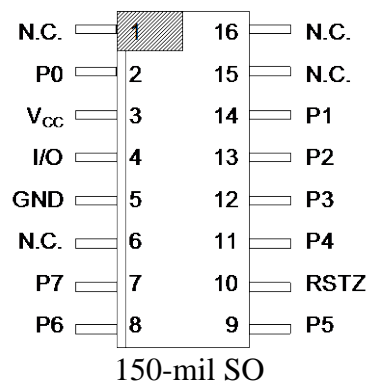 N.C. 1 16 N.C.
P0 2 15 N.C.
VCC 3 14 P1
I/O 4 13 P2
GND 5 12 P3
N.C. 6 11 P4
P7 7 10 RSTZ
P6 8 9 P5
150-mil SO